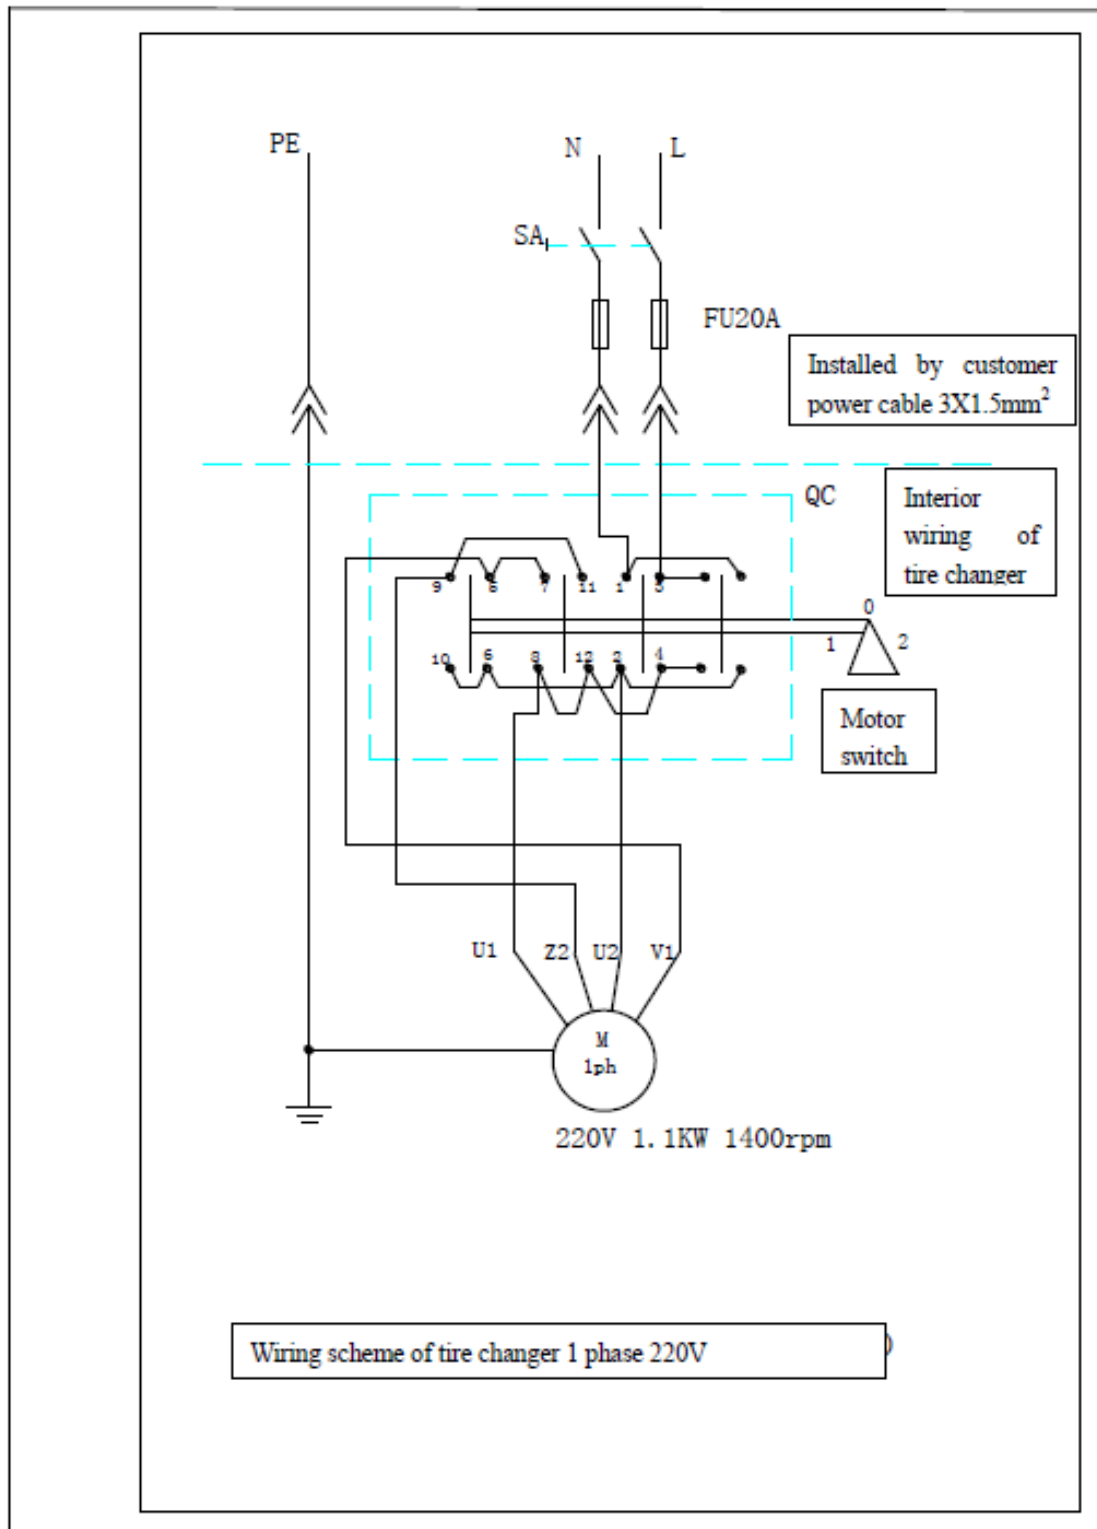 PE
N
L
SA
FU20A
Installed by customer
power cable 3X1.5mm²
QC
Interior
wiring of
tire changer
9
6
7
11
1
3
0
1
2
10
6
8
12
2
4
Motor
switch
U1
Z2
U2
V1
M
1ph
220V 1.1KW 1400rpm
Wiring scheme of tire changer 1 phase 220V
)